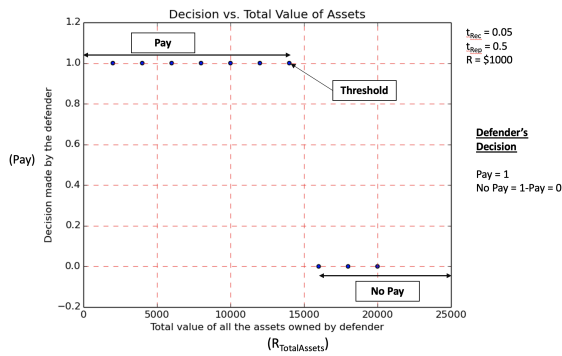 Decision vs. Total Value of Assets
1.2
1.0
0.8
0.6
0.4
0.2
0.0
−0.2
0
5000
10000
15000
20000
25000
(Pay)
Decision made by the defender
Pay
Threshold
No Pay
Total value of all the assets owned by defender
(R_TotalAssets)
t_Rec = 0.05
t_Rep = 0.5
R = $1000
Defender's
Decision
Pay = 1
No Pay = 1-Pay = 0